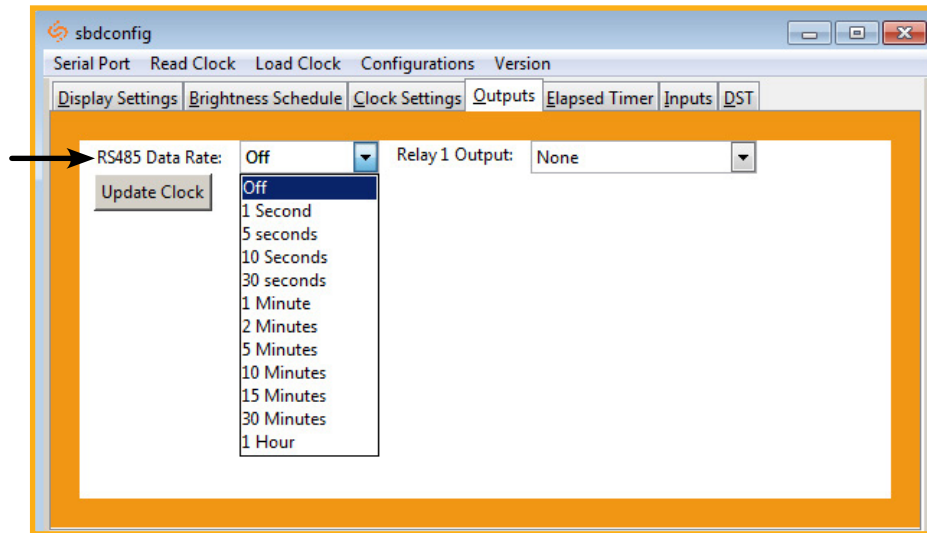 sbdconfig
Serial Port Read Clock Load Clock Configurations Version
Display Settings Brightness Schedule Clock Settings Outputs Elapsed Timer Inputs DST
RS485 Data Rate: Off Relay 1 Output: None
Update Clock
Off
1 Second
5 seconds
10 Seconds
30 seconds
1 Minute
2 Minutes
5 Minutes
10 Minutes
15 Minutes
30 Minutes
1 Hour